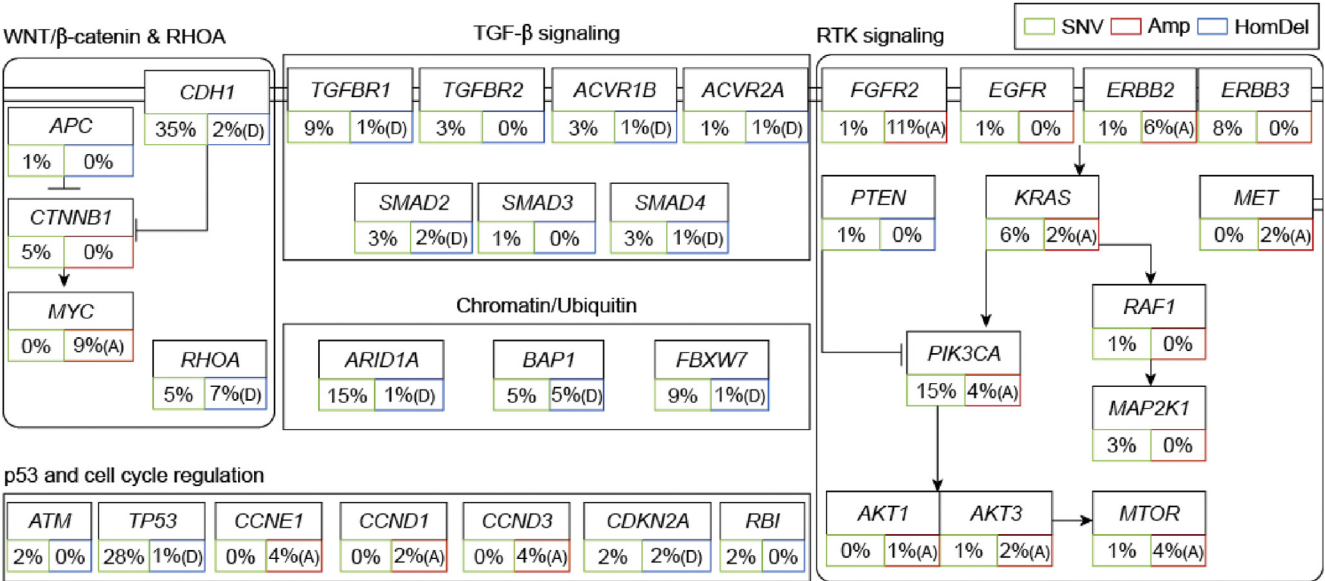 WNT/β-catenin & RHOA
TGF-β signaling
RTK signaling
SNV Amp HomDel
CDH1
35% 2%(D)
APC
1% 0%
CTNNB1
5% 0%
MYC
0% 9%(A)
RHOA
5% 7%(D)
TGFBR1 TGFBR2 ACVR1B ACVR2A
9% 1%(D) 3% 0% 3% 1%(D) 1% 1%(D)
SMAD2 SMAD3 SMAD4
3% 2%(D) 1% 0% 3% 1%(D)
Chromatin/Ubiquitin
ARID1A BAP1 FBXW7
15% 1%(D) 5% 5%(D) 9% 1%(D)
FGFR2 EGFR ERBB2 ERBB3
1% 11%(A) 1% 0% 1% 6%(A) 8% 0%
PTEN KRAS MET
1% 0% 6% 2%(A) 0% 2%(A)
RAF1
1% 0%
PIK3CA
15% 4%(A)
MAP2K1
3% 0%
AKT1 AKT3 MTOR
0% 1%(A) 1% 2%(A) 1% 4%(A)
p53 and cell cycle regulation
ATM TP53 CCNE1 CCND1 CCND3 CDKN2A RBI
2% 0% 28% 1%(D) 0% 4%(A) 0% 2%(A) 0% 4%(A) 2% 2%(D) 2% 0%